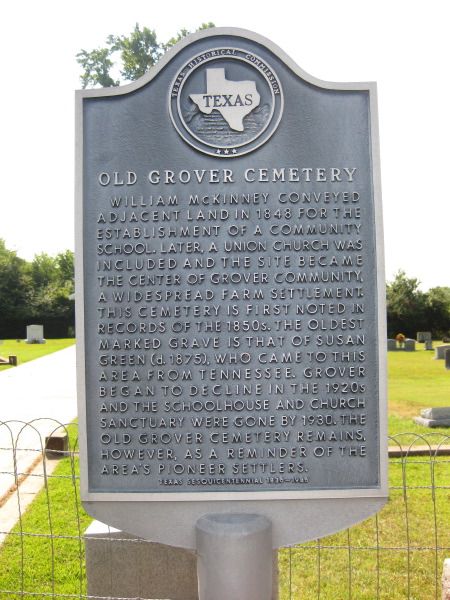 TEXAS HISTORICAL COMMISSION
TEXAS
OLD GROVER CEMETERY
WILLIAM McKINNEY CONVEYED
ADJACENT LAND IN 1848 FOR THE
ESTABLISHMENT OF A COMMUNITY
SCHOOL. LATER, A UNION CHURCH WAS
INCLUDED AND THE SITE BECAME
THE CENTER OF GROVER COMMUNITY,
A WIDESPREAD FARM SETTLEMENT.
THIS CEMETERY IS FIRST NOTED IN
RECORDS OF THE 1850s. THE OLDEST
MARKED GRAVE IS THAT OF SUSAN
GREEN (d. 1875), WHO CAME TO THIS
AREA FROM TENNESSEE. GROVER
BEGAN TO DECLINE IN THE 1920s
AND THE SCHOOLHOUSE AND CHURCH
SANCTUARY WERE GONE BY 1930. THE
OLD GROVER CEMETERY REMAINS,
HOWEVER, AS A REMINDER OF THE
AREA'S PIONEER SETTLERS.
TEXAS SESQUICENTENNIAL 1836-1986